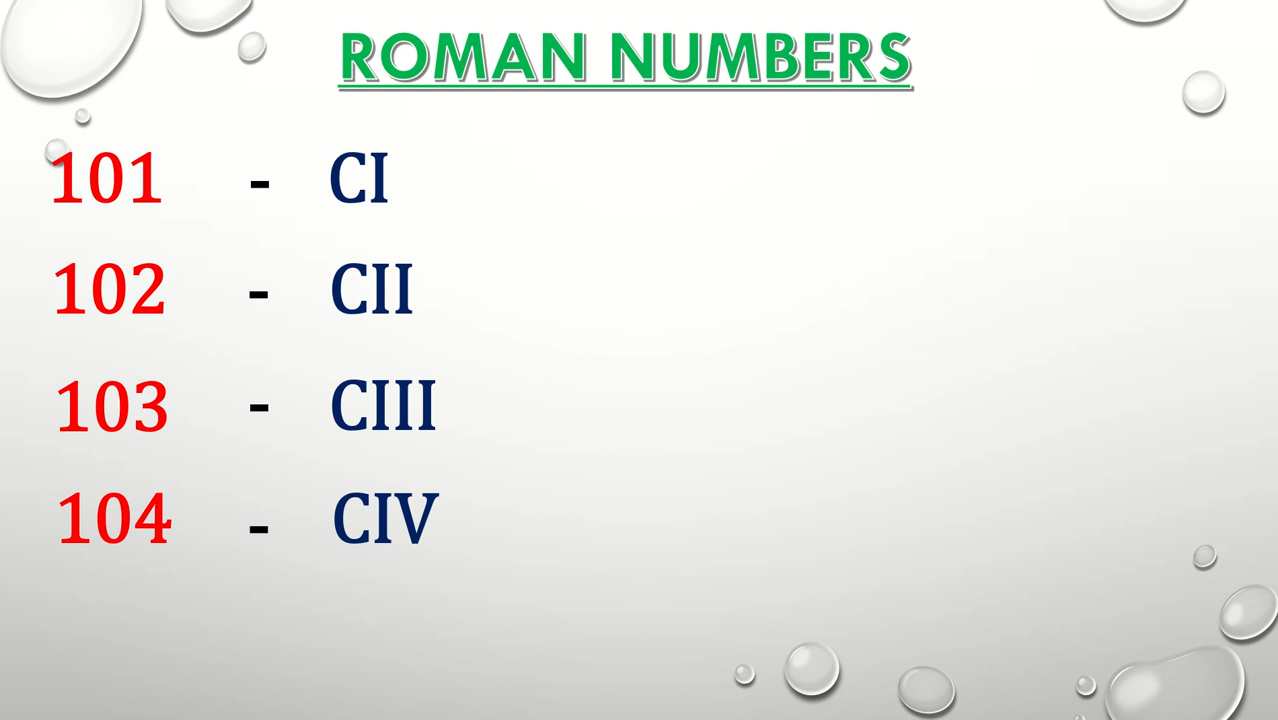 ROMAN NUMBERS
101 - CI
102 - CII
103 - CIII
104 - CIV